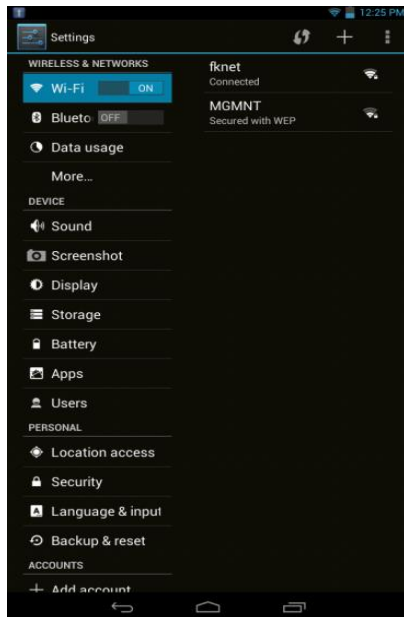 12:25 PM
Settings
WIRELESS & NETWORKS
Wi-Fi ON
Blueto OFF
Data usage
More...
DEVICE
Sound
Screenshot
Display
Storage
Battery
Apps
Users
PERSONAL
Location access
Security
A Language & input
Backup & reset
ACCOUNTS
Add account
fknet
Connected
MGMNT
Secured with WEP